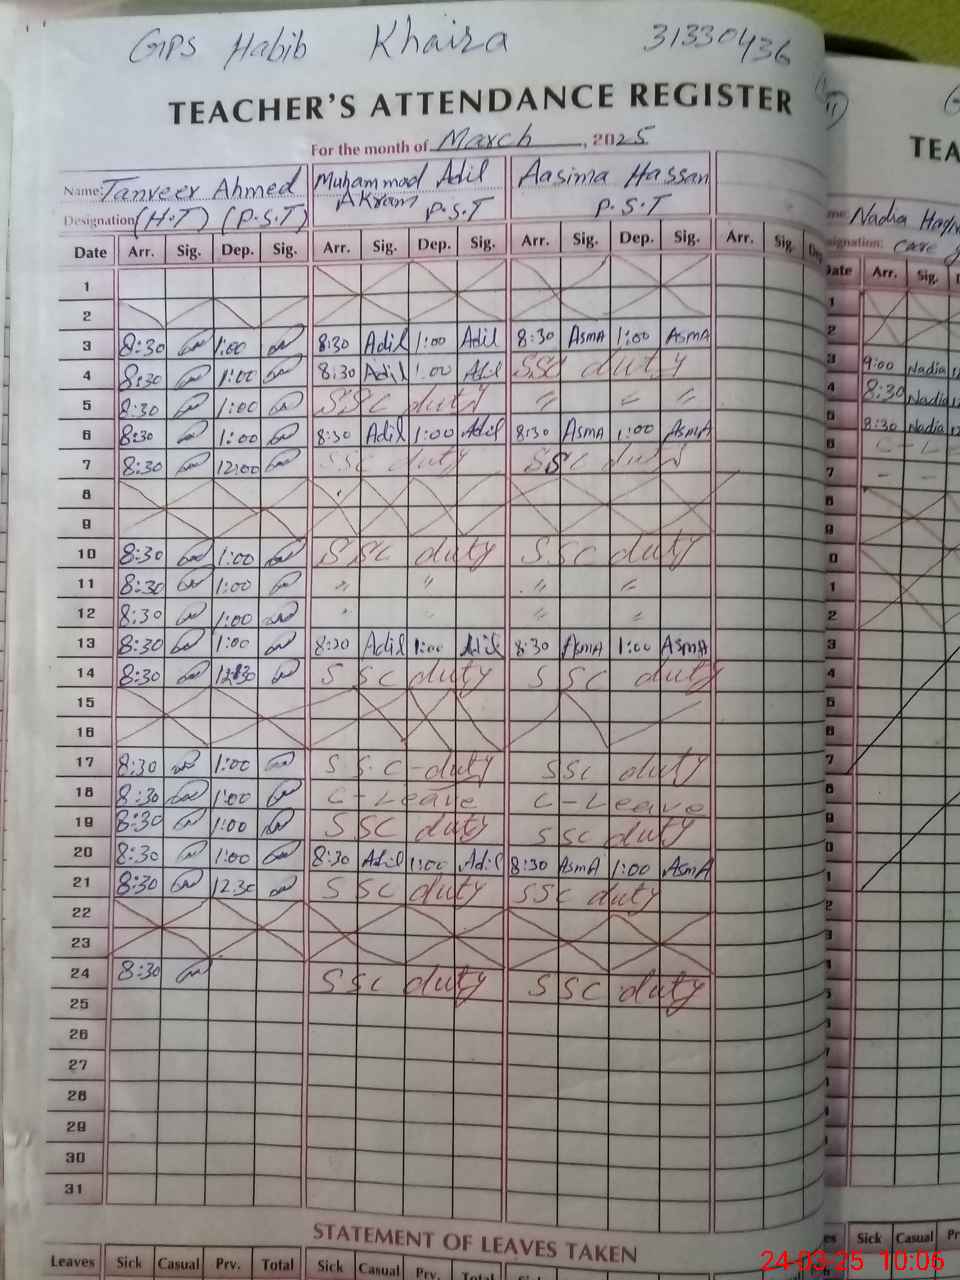 GPS Habib Khaira 31330436
TEACHER'S ATTENDANCE REGISTER
For the month of March, 2025
Name: Tanveer Ahmed Muhammad Adil Akram Aasima Hassan
Designation (H.T) (P.S.T) P.S.T P.S.T
Date Arr. Sig. Dep. Sig. Arr. Sig. Dep. Sig. Arr. Sig. Dep. Sig. Arr. Sig. Dep
1
2
3 8:30 1:00 8:30 Adil 1:00 Adil 8:30 AsmA 1:00 AsmA
4 8:30 1:00 8:30 Adil 1:00 Adil SSC duty
5 8:30 1:00 SSC duty 〃 〃 〃
6 8:30 1:00 8:30 Adil 1:00 Adil 8:30 AsmA 1:00 AsmA
7 8:30 12:00 SSC duty SSC duty
8
9
10 8:30 1:00 SSC duty SSC duty
11 8:30 1:00 〃 〃 〃 〃
12 8:30 1:00 〃 〃 〃 〃
13 8:30 1:00 8:30 Adil 1:00 Adil 8:30 AsmA 1:00 AsmA
14 8:30 12:30 SSC duty SSC duty
15
16
17 8:30 1:00 S.S.C-duty SSC duty
18 8:30 1:00 C-Leave C-Leave
19 8:30 1:00 SSC duty SSC duty
20 8:30 1:00 8:30 Adil 1:00 Adil 8:30 AsmA 1:00 AsmA
21 8:30 12:30 SSC duty SSC duty
22
23
24 8:30 SSC duty SSC duty
25
26
27
28
29
30
31
STATEMENT OF LEAVES TAKEN
Leaves Sick Casual Prv. Total Sick Casual Prv. Total
TEA
Nadia
Arr. Sig.
9:00 Nadia
8:30 Nadia
8:30 Nadia
C-Le
Sick Casual
24-03-25 10:06